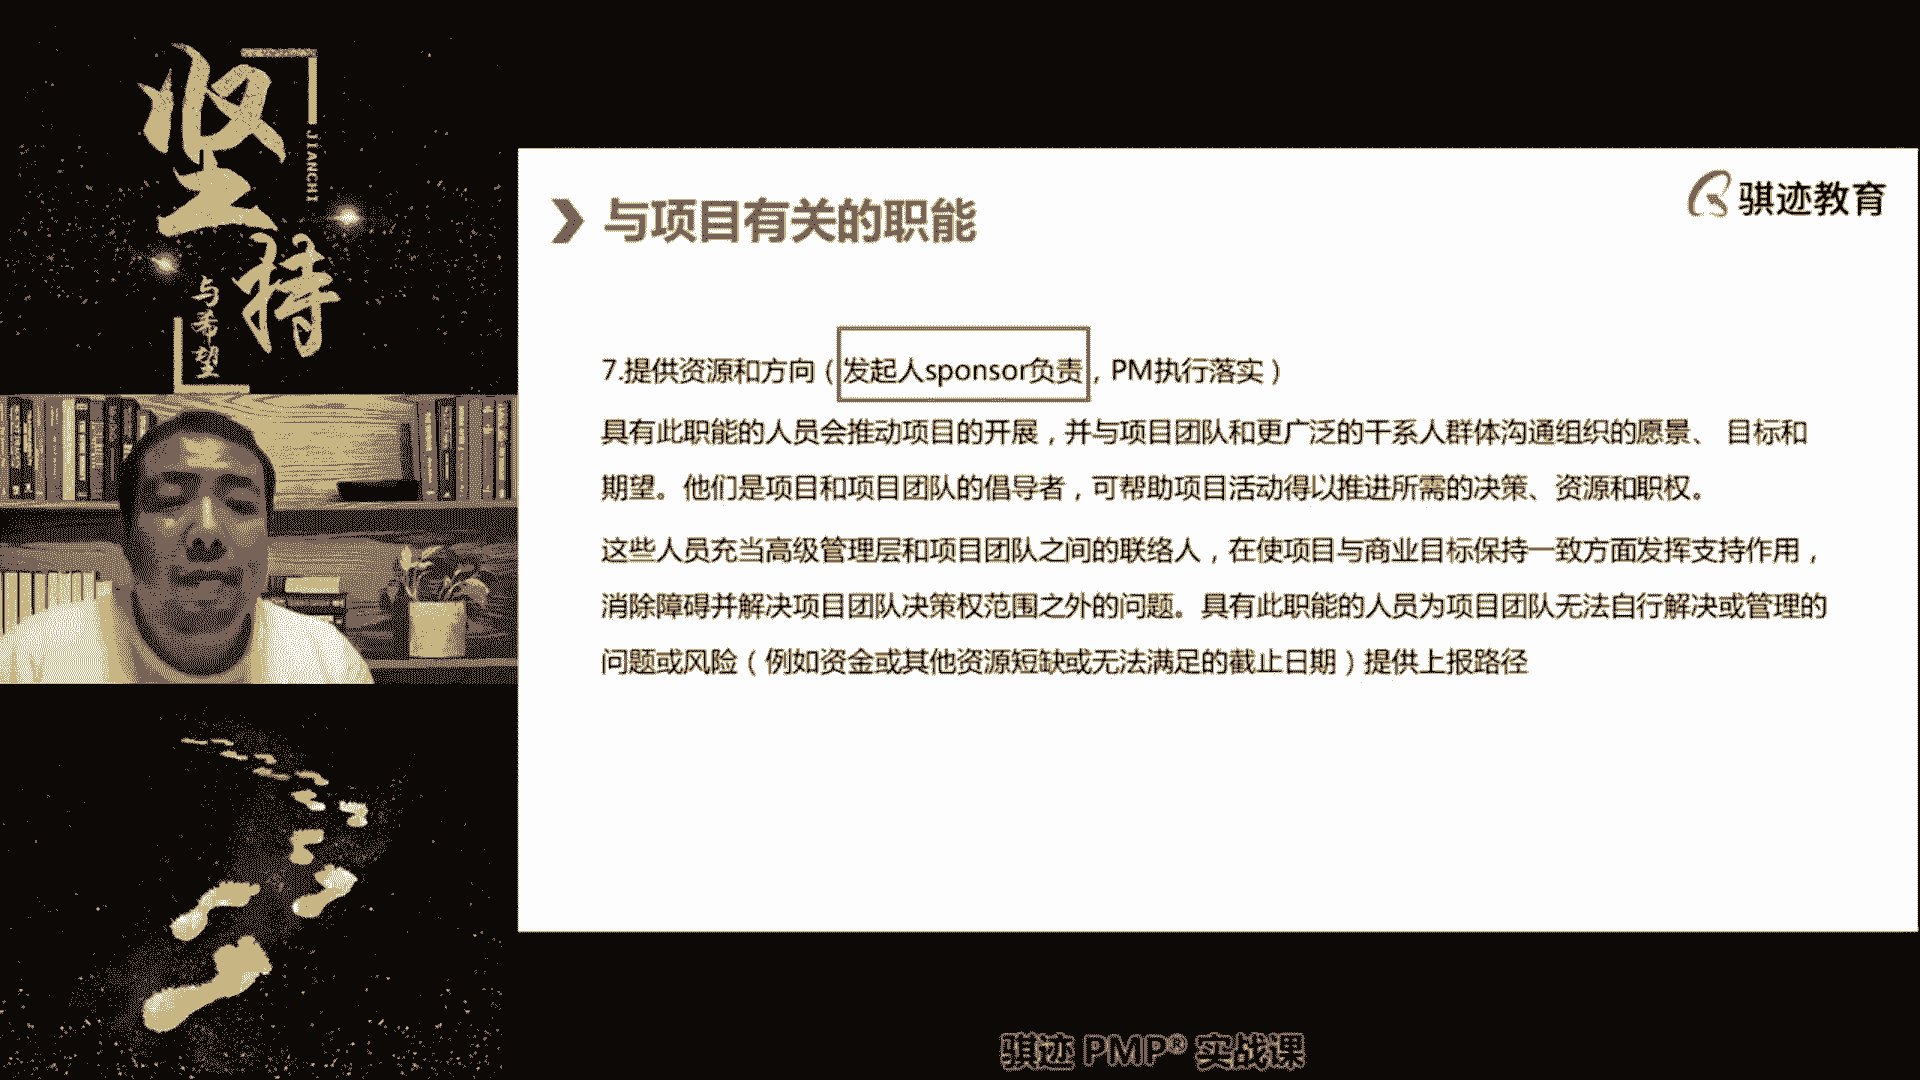 坚持
JIANCHI
与希望
骐迹教育
与项目有关的职能
7.提供资源和方向（发起人sponsor负责，PM执行落实）
具有此职能的人员会推动项目的开展，并与项目团队和更广泛的干系人群体沟通组织的愿景、 目标和
期望。他们是项目和项目团队的倡导者，可帮助项目活动得以推进所需的决策、资源和职权。
这些人员充当高级管理层和项目团队之间的联络人，在使项目与商业目标保持一致方面发挥支持作用，
消除障碍并解决项目团队决策权范围之外的问题。具有此职能的人员为项目团队无法自行解决或管理的
问题或风险（例如资金或其他资源短缺或无法满足的截止日期）提供上报路径
骐迹 PMP® 实战课